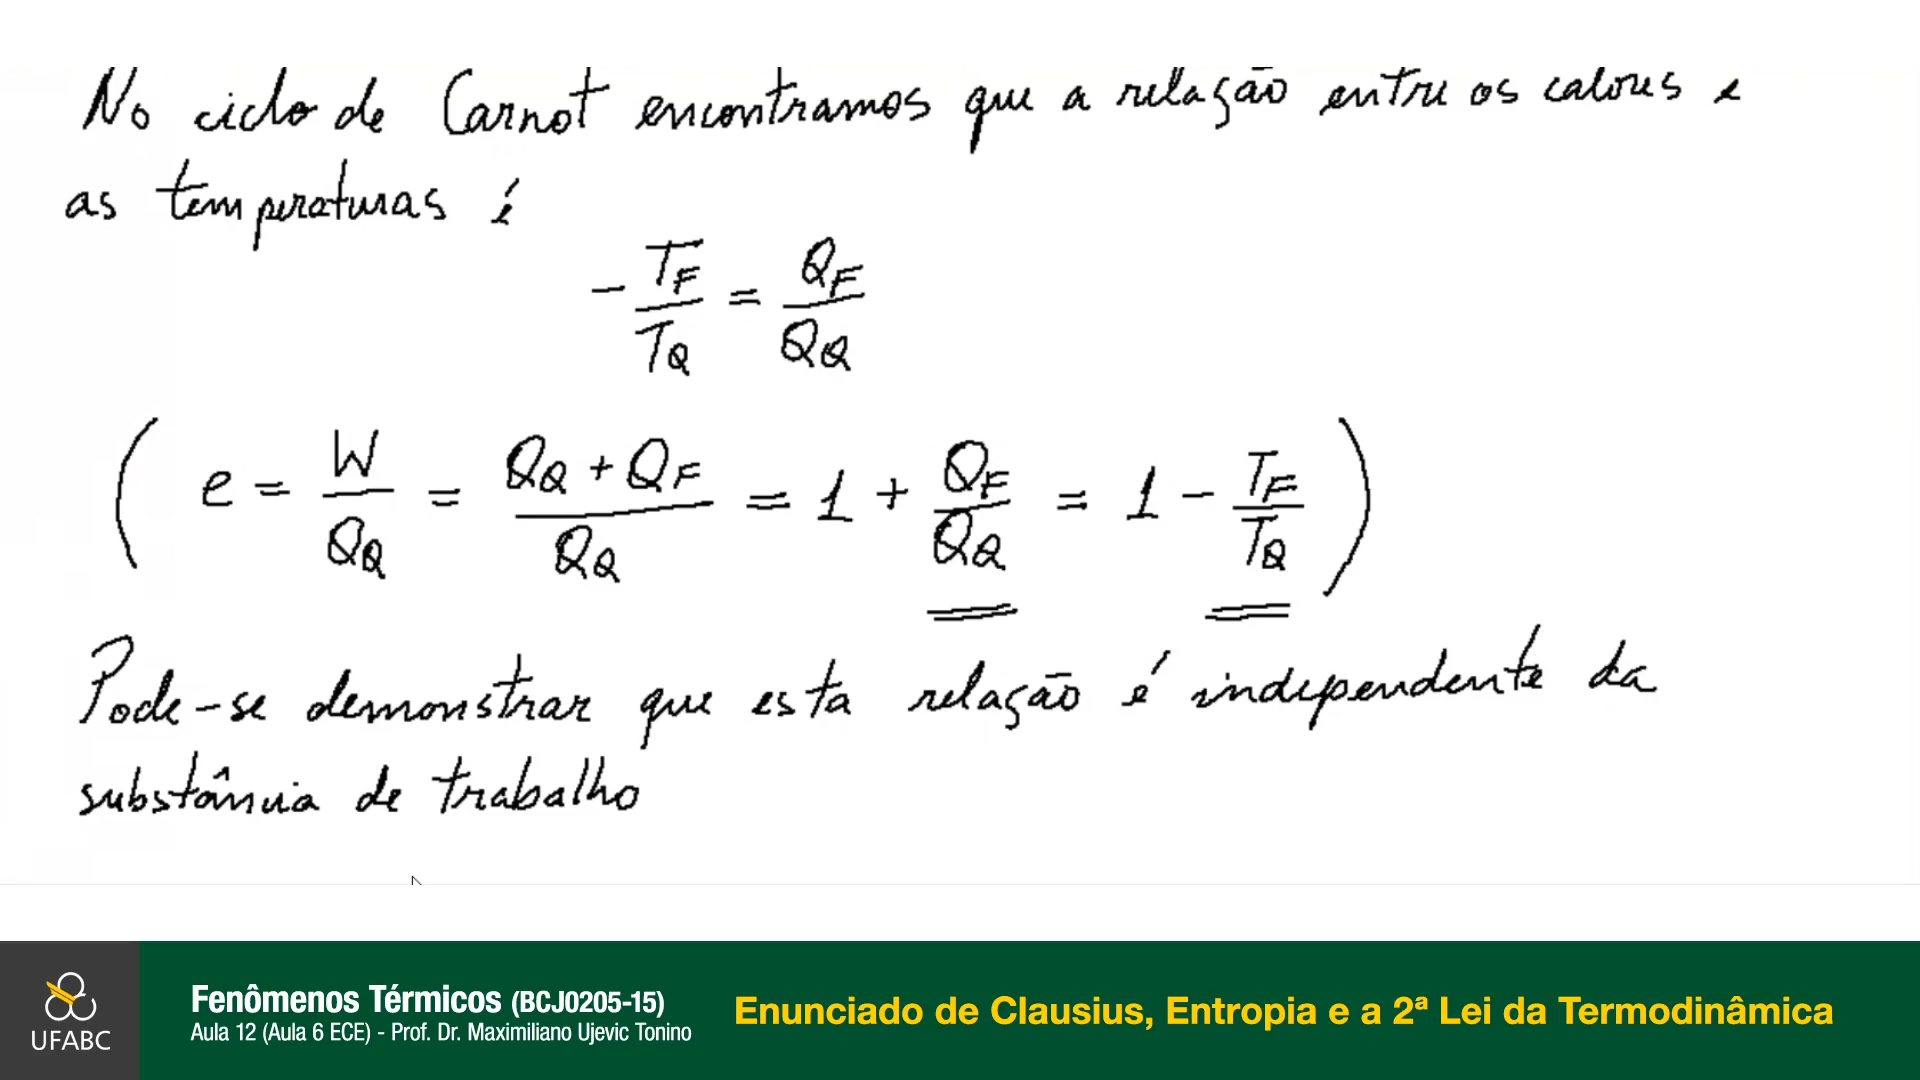 No ciclo de Carnot encontramos que a relação entre os calores e
as temperaturas é
- T_F / T_Q = Q_F / Q_Q
( e = W / Q_Q = (Q_Q + Q_F) / Q_Q = 1 + Q_F / Q_Q = 1 - T_F / T_Q )
Pode-se demonstrar que esta relação é independente da
substância de trabalho
UFABC
Fenômenos Térmicos (BCJ0205-15)
Aula 12 (Aula 6 ECE) - Prof. Dr. Maximiliano Ujevic Tonino
Enunciado de Clausius, Entropia e a 2ª Lei da Termodinâmica